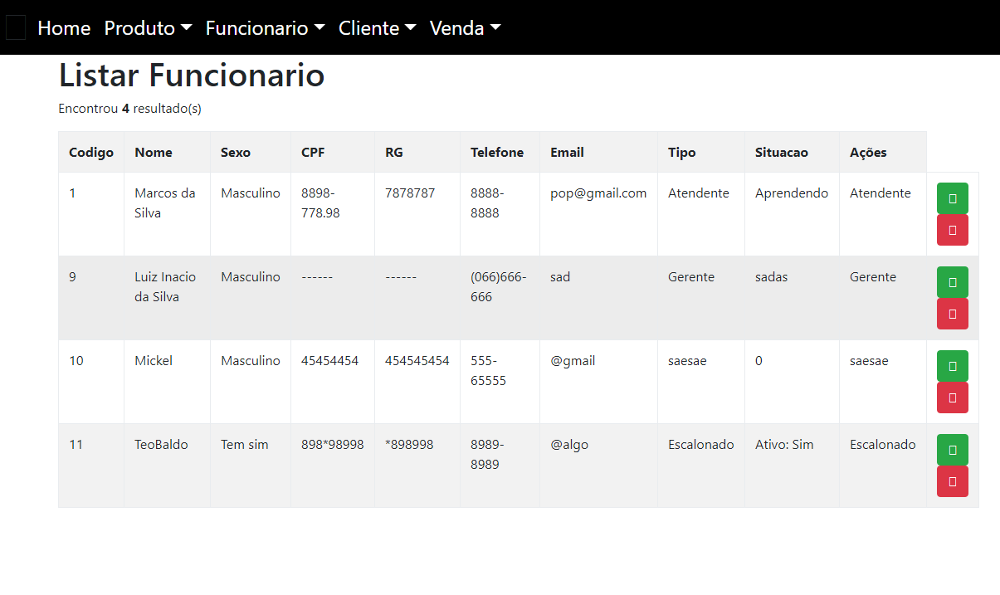 Home Produto Funcionario Cliente Venda
Listar Funcionario
Encontrou 4 resultado(s)
Codigo Nome Sexo CPF RG Telefone Email Tipo Situacao Ações
1 Marcos da Silva Masculino 8898-778.98 7878787 8888-8888 pop@gmail.com Atendente Aprendendo Atendente
9 Luiz Inacio da Silva Masculino ------ ------ (066)666-666 sad Gerente sadas Gerente
10 Mickel Masculino 45454454 454545454 555-65555 @gmail saesae 0 saesae
11 TeoBaldo Tem sim 898*98998 *898998 8989-8989 @algo Escalonado Ativo: Sim Escalonado